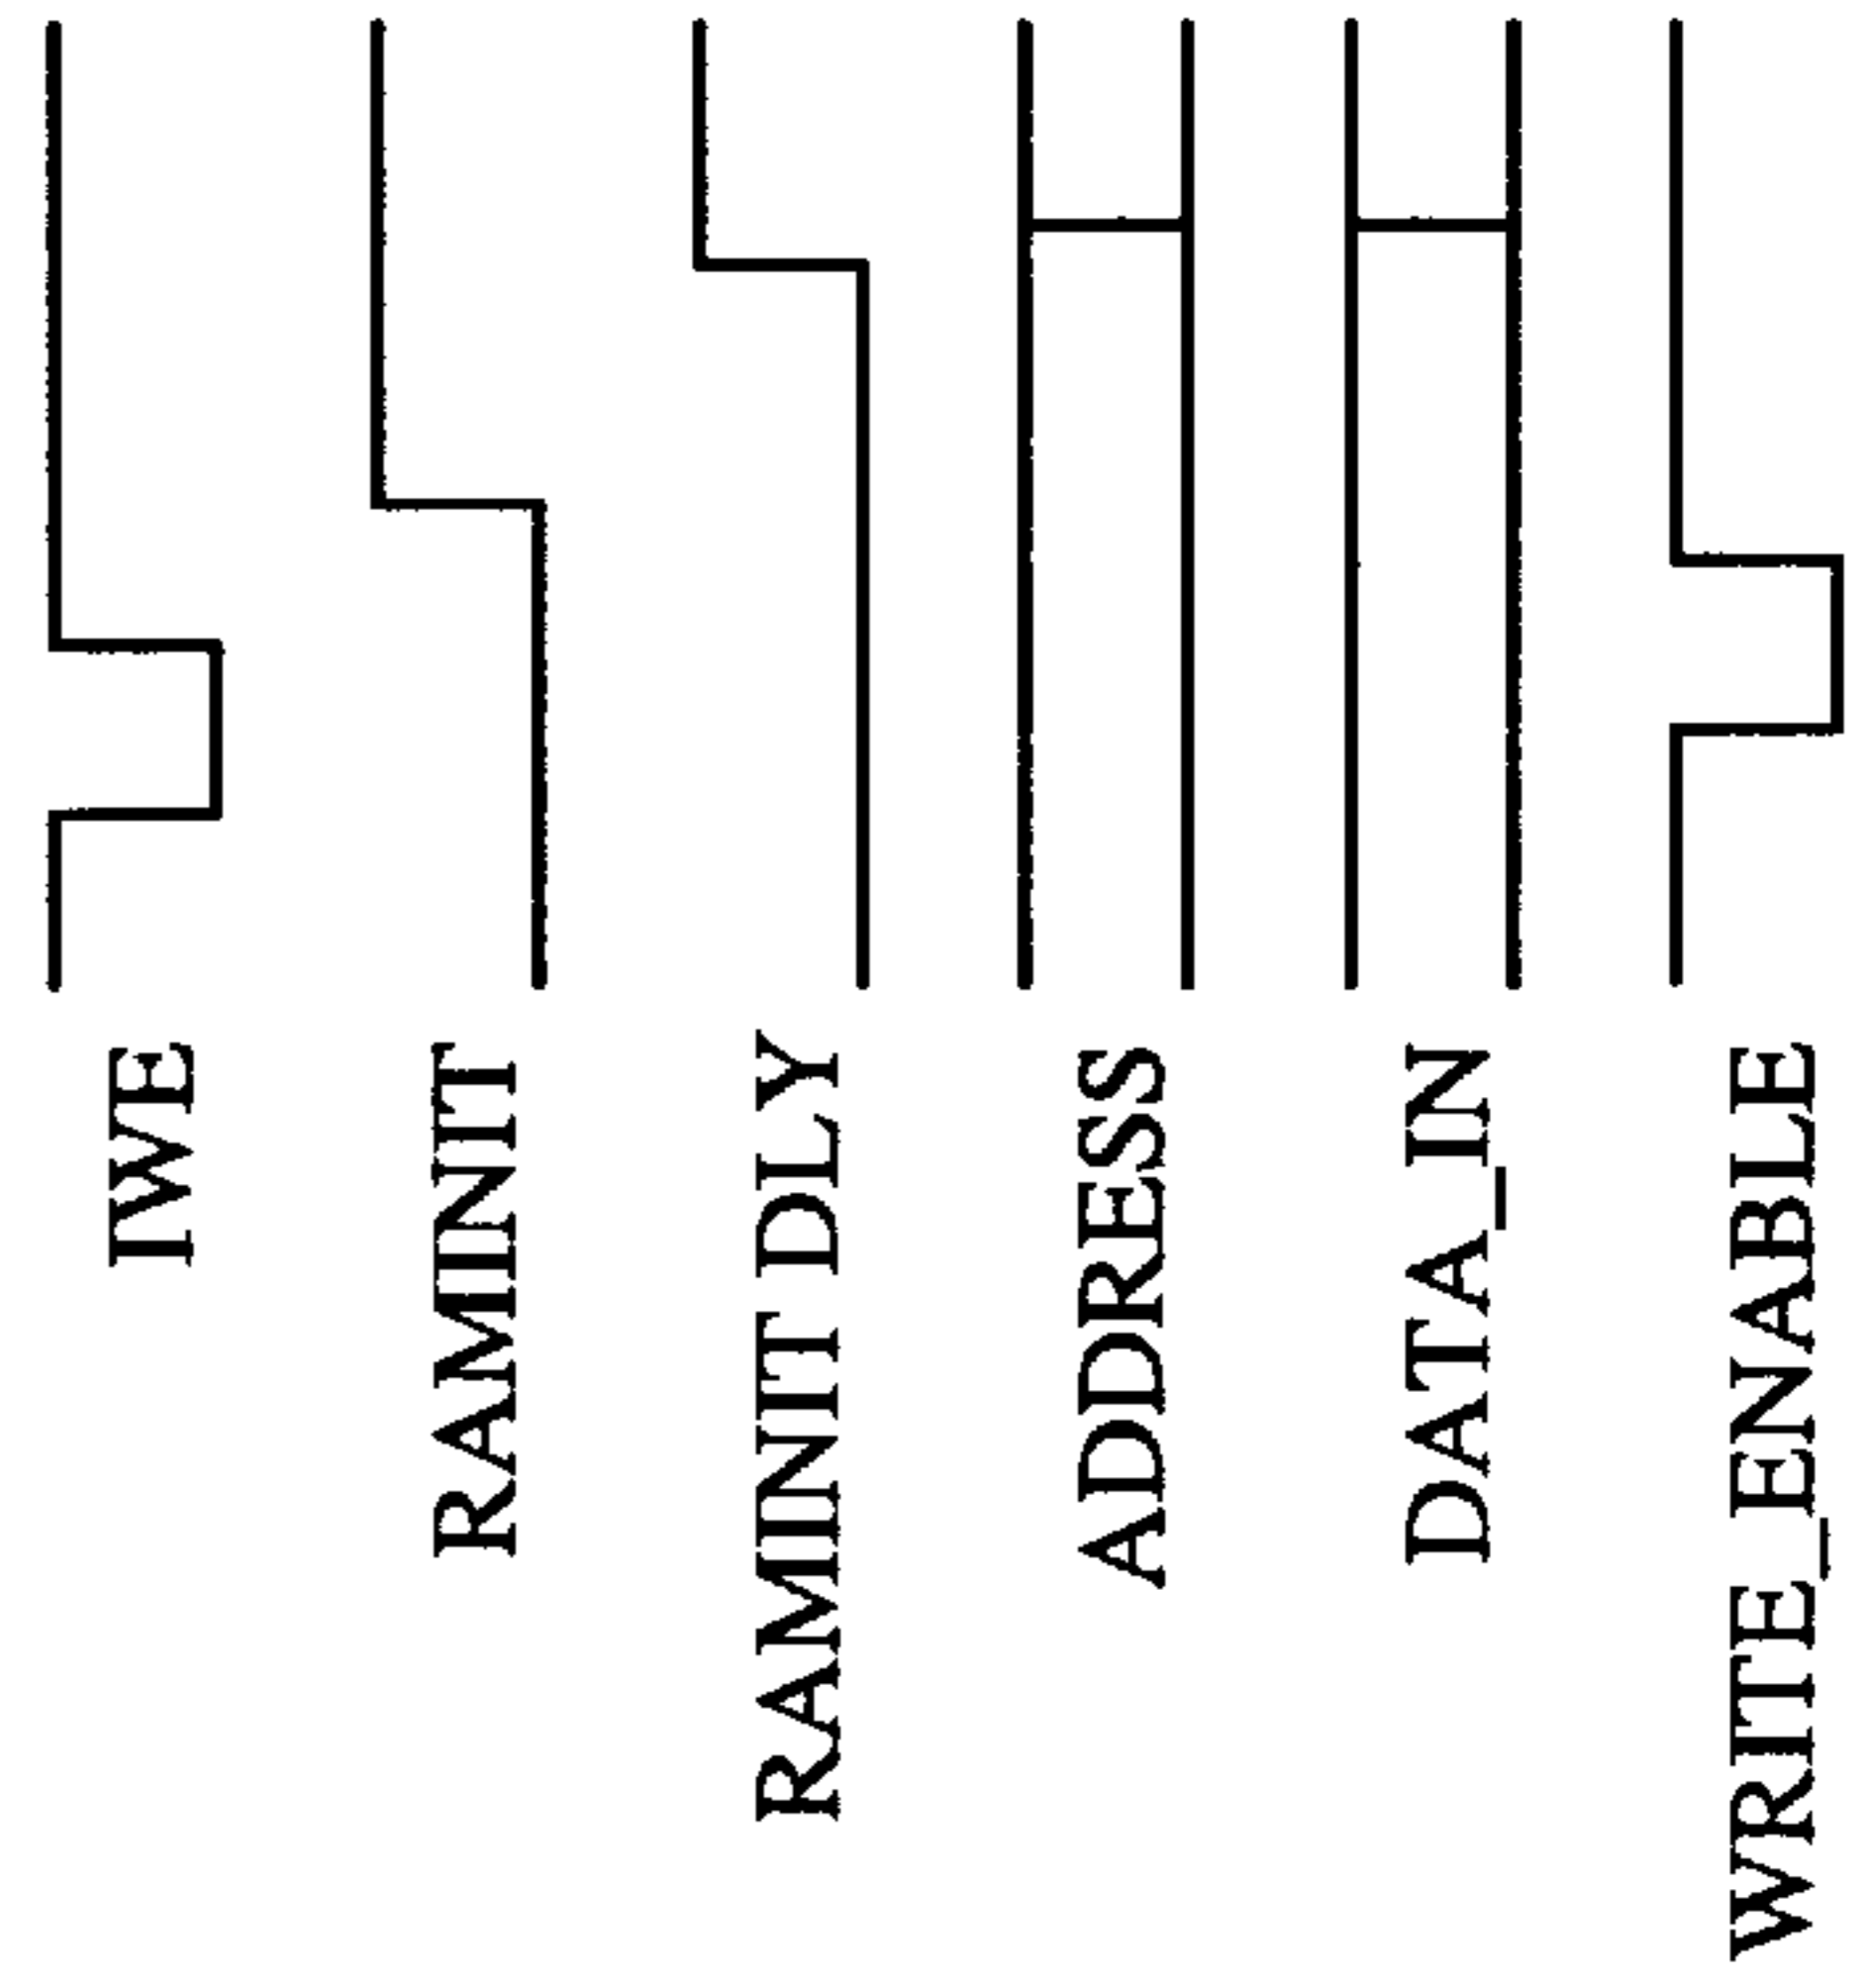 IWE
RAMINIT
RAMINIT DLY
ADDRESS
DATA_IN
WRITE_ENABLE